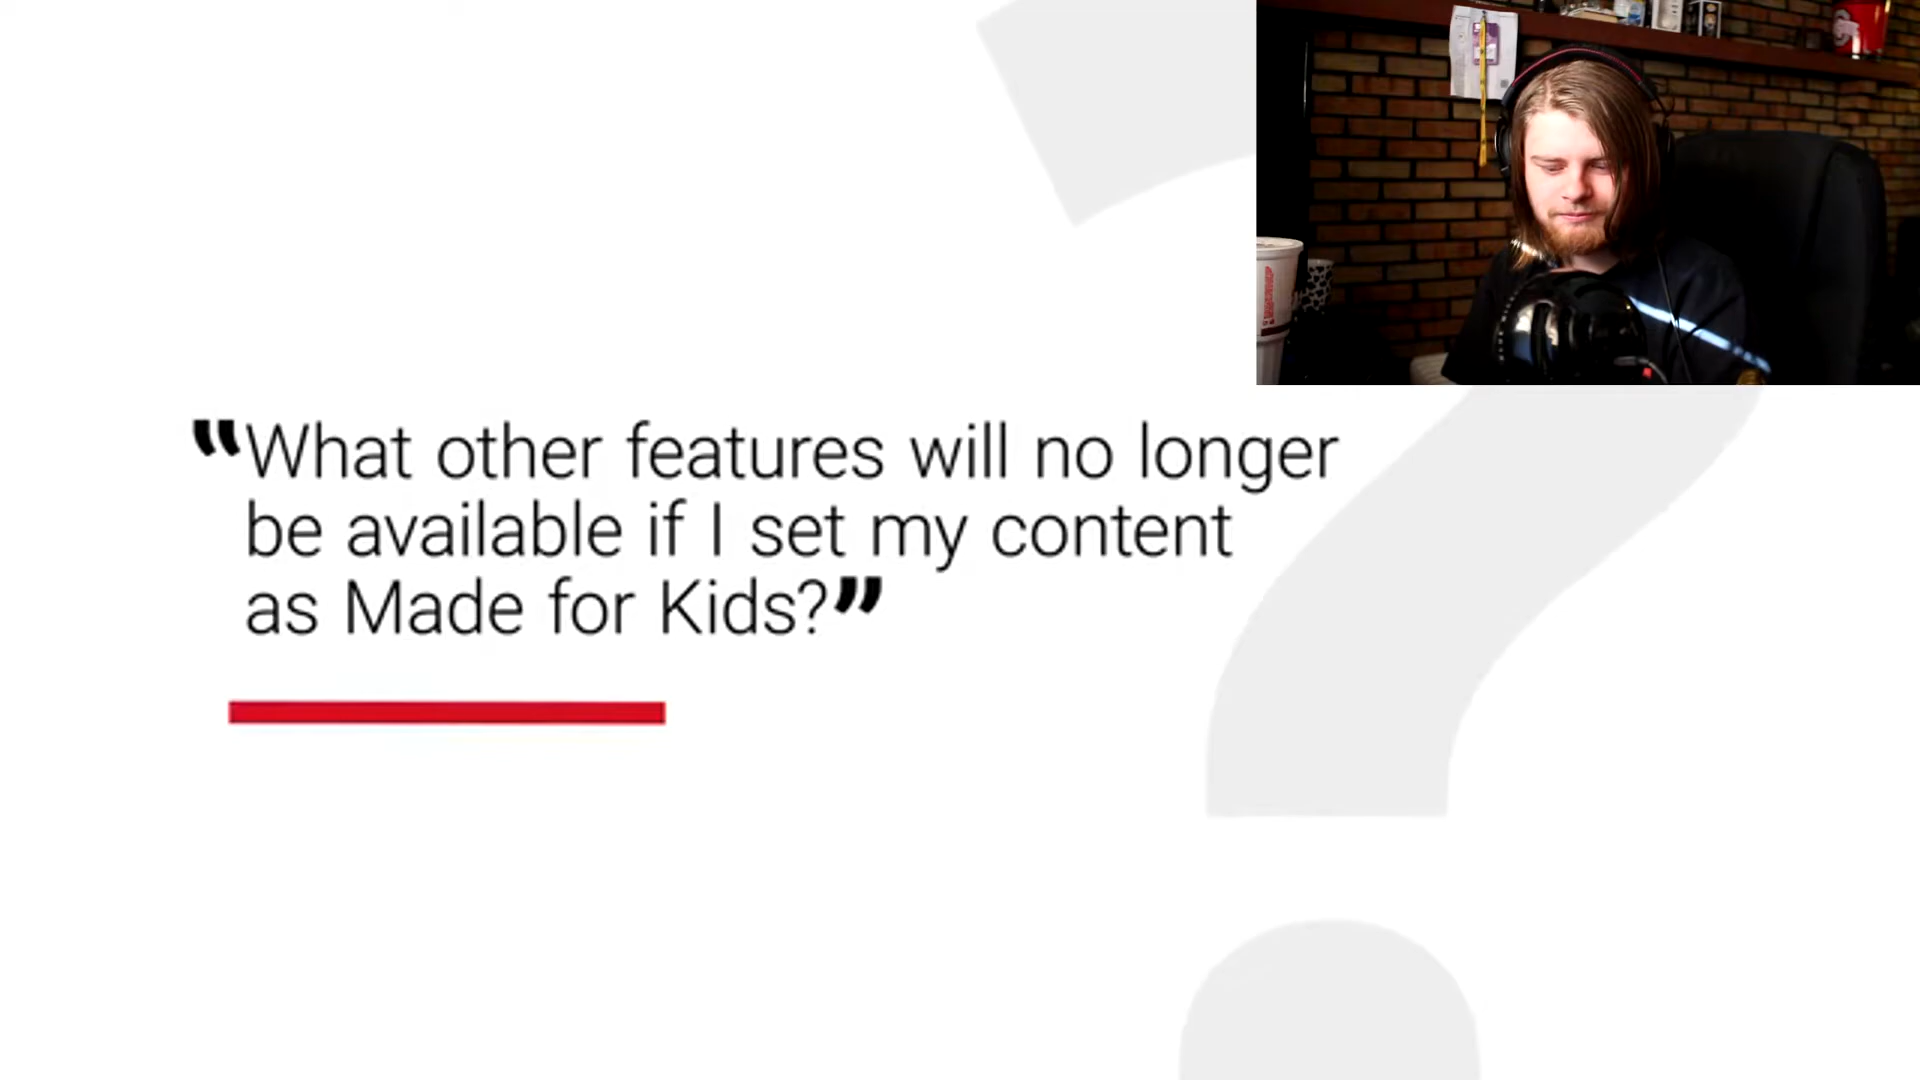 "What other features will no longer
be available if I set my content
as Made for Kids?"